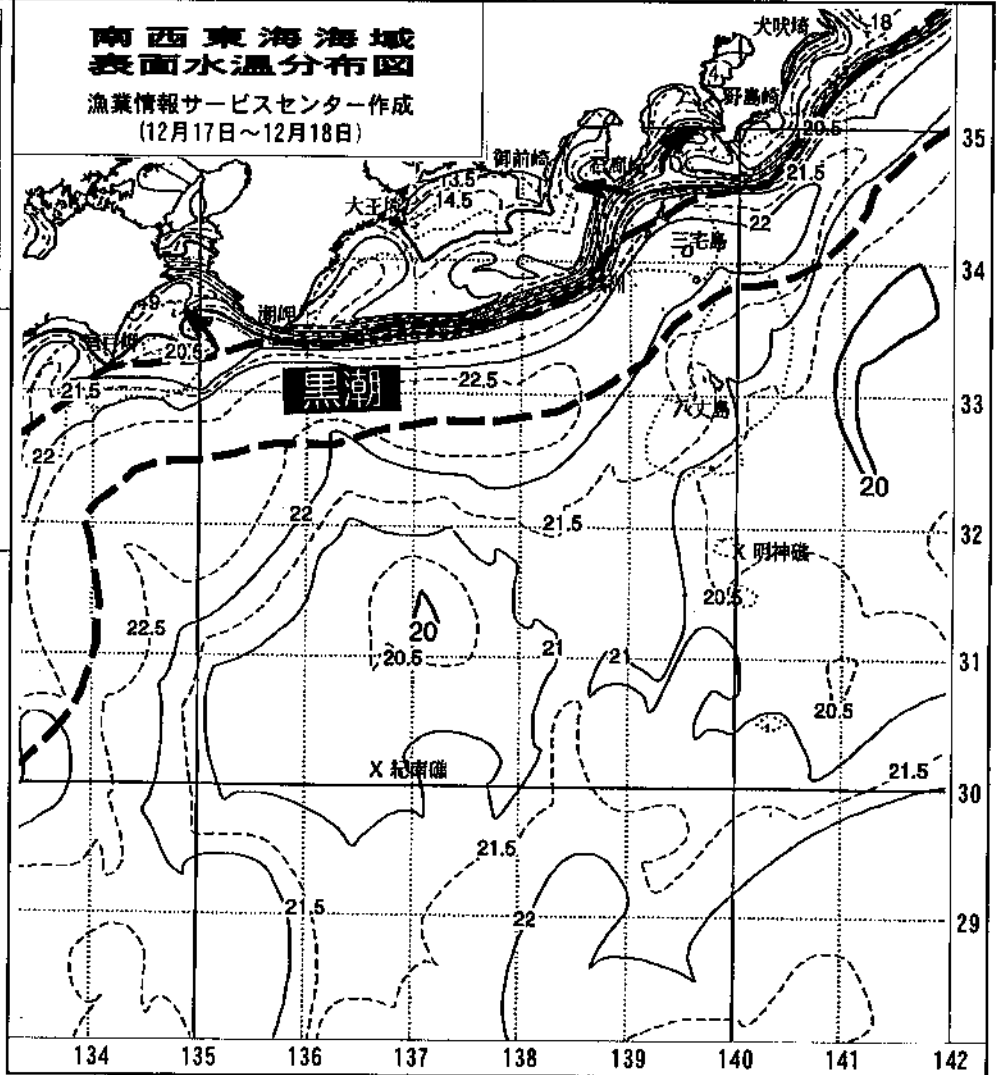 南西東海海域
表面水温分布図
漁業情報サービスセンター作成
(12月17日～12月18日)
犬吠埼
18
野島崎
20.5
35
御前崎
13.5
14.5
大王埼
21.5
22
三宅島
34
潮岬
20.5
21.5
黒潮
22.5
33
八丈島
22
20
22
21.5
32
X 明神礁
20.5
22.5
20
20.5
21
21
31
20.5
X 紀南礁
21.5
30
21.5
21.5
22
29
134 135 136 137 138 139 140 141 142